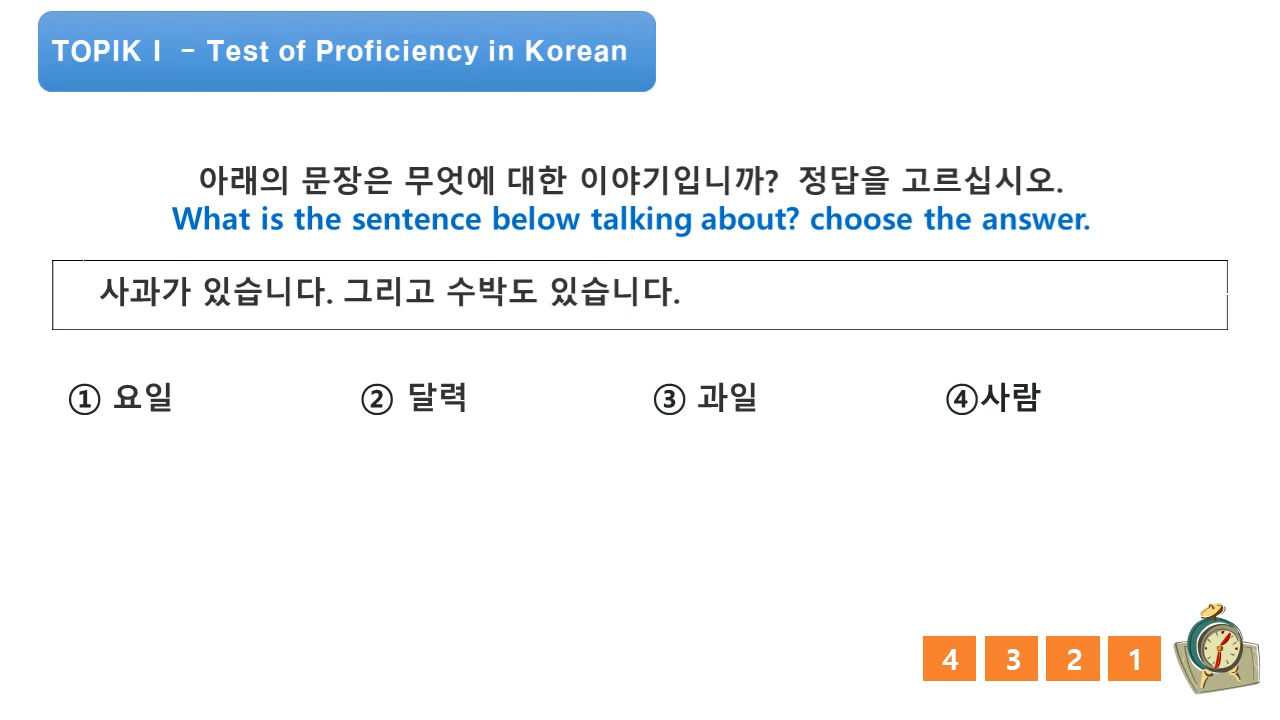 TOPIK I - Test of Proficiency in Korean
아래의 문장은 무엇에 대한 이야기입니까? 정답을 고르십시오.
What is the sentence below talking about? choose the answer.
사과가 있습니다. 그리고 수박도 있습니다.
① 요일 ② 달력 ③ 과일 ④사람
4 3 2 1